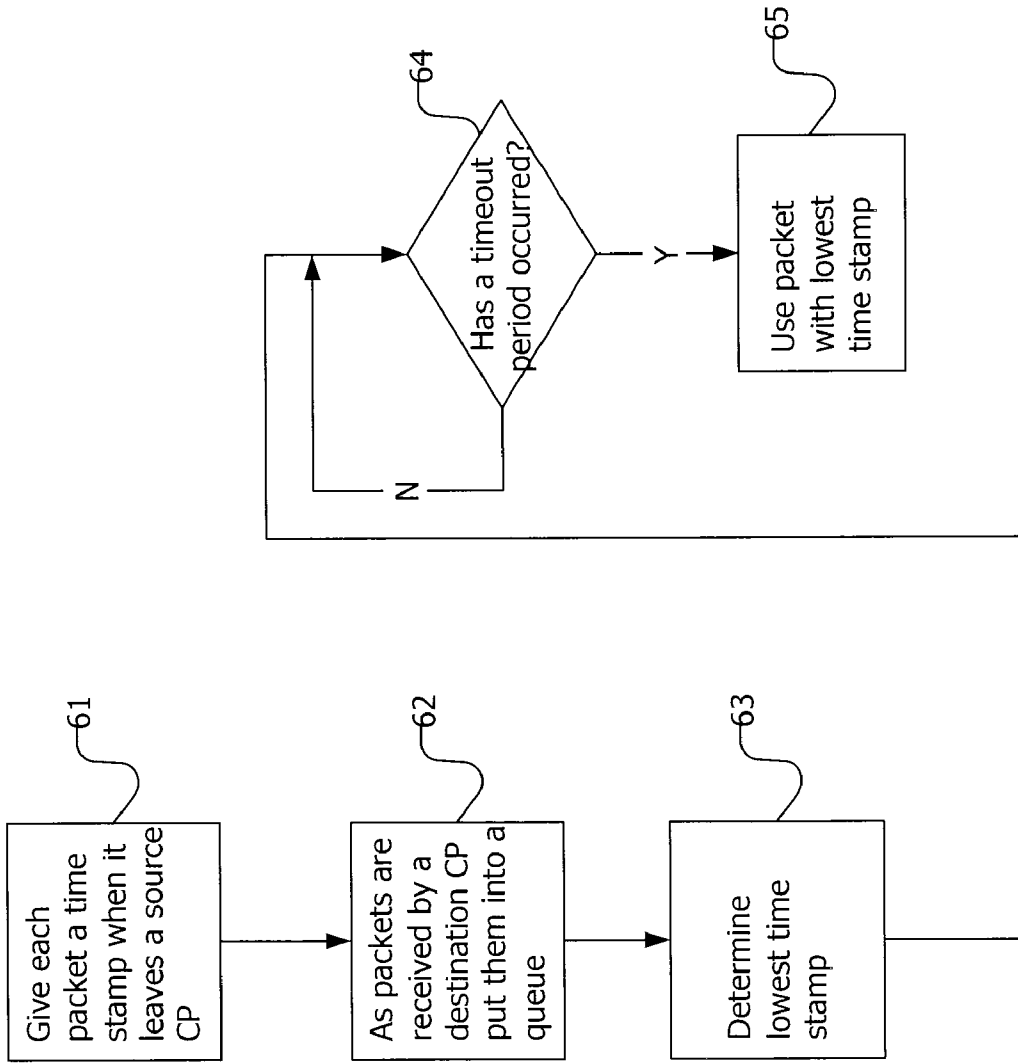 61
Give each
packet a time
stamp when it
leaves a source
CP
62
As packets are
received by a
destination CP
put them into a
queue
63
Determine
lowest time
stamp
64
Has a timeout
period occurred?
N
Y
65
Use packet
with lowest
time stamp